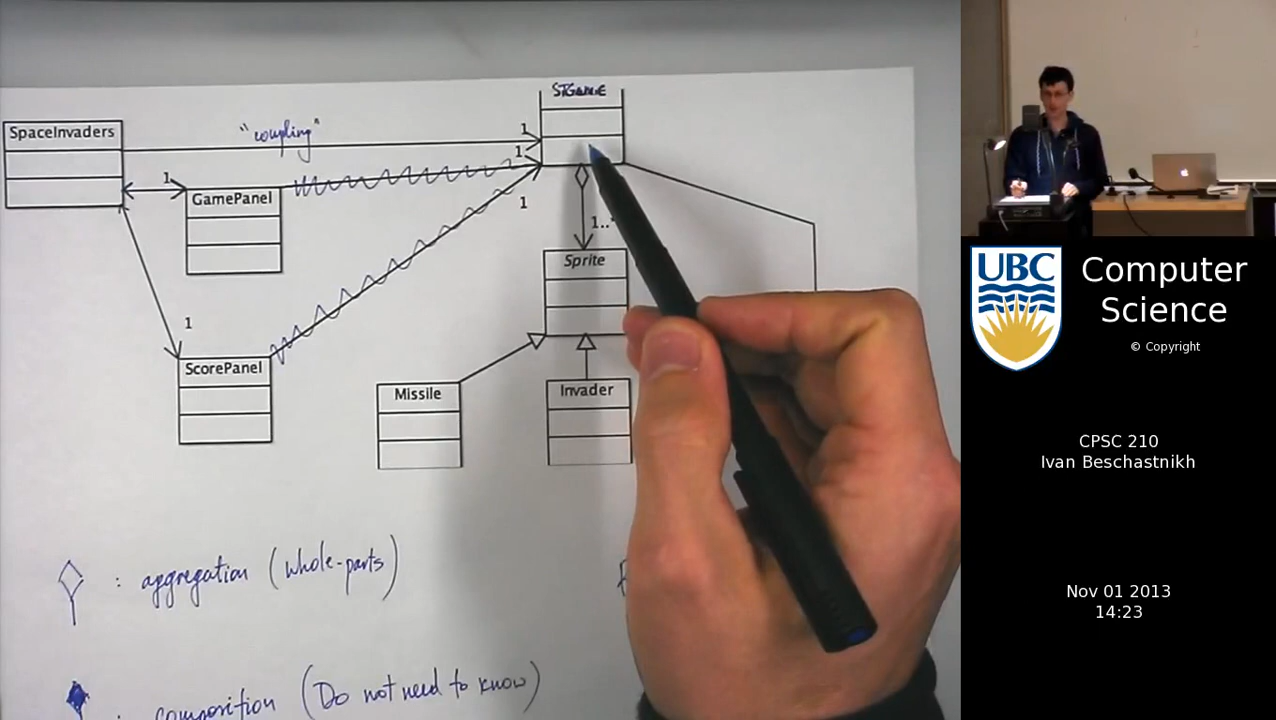 SIGAME
SpaceInvaders
"coupling"
1
1
1
GamePanel
1
1..
Sprite
1
ScorePanel
Missile
Invader
: aggregation (whole-parts)
: composition (Do not need to know)
UBC
Computer
Science
© Copyright
CPSC 210
Ivan Beschastnikh
Nov 01 2013
14:23